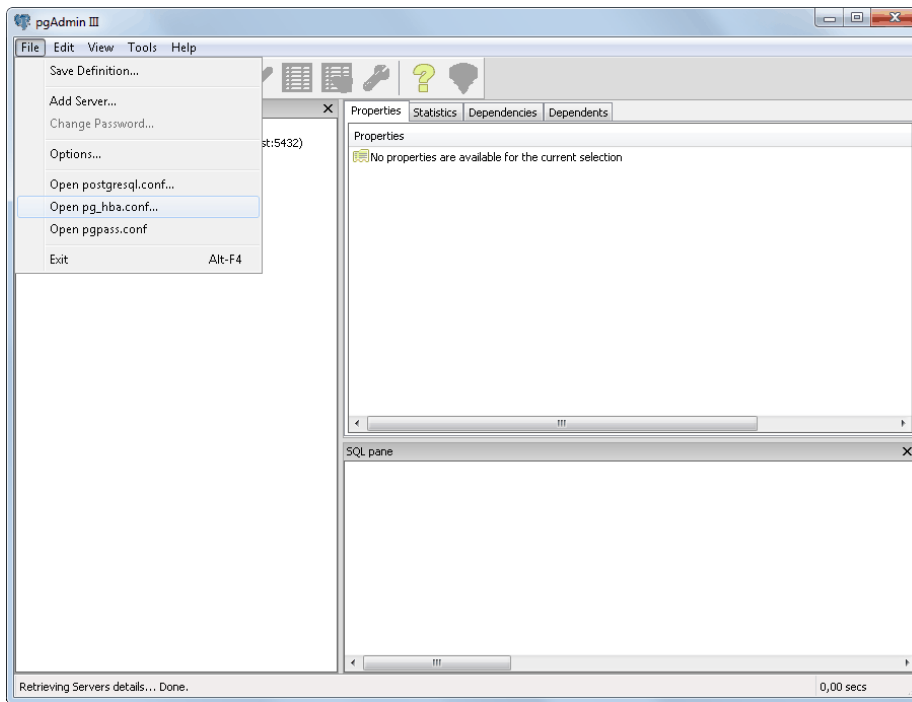 pgAdmin III
File Edit View Tools Help
Save Definition...
Add Server...
Change Password...
Options...
Open postgresql.conf...
Open pg_hba.conf...
Open pgpass.conf
Exit Alt-F4
st:5432)
Properties Statistics Dependencies Dependents
Properties
No properties are available for the current selection
SQL pane
Retrieving Servers details... Done.
0,00 secs